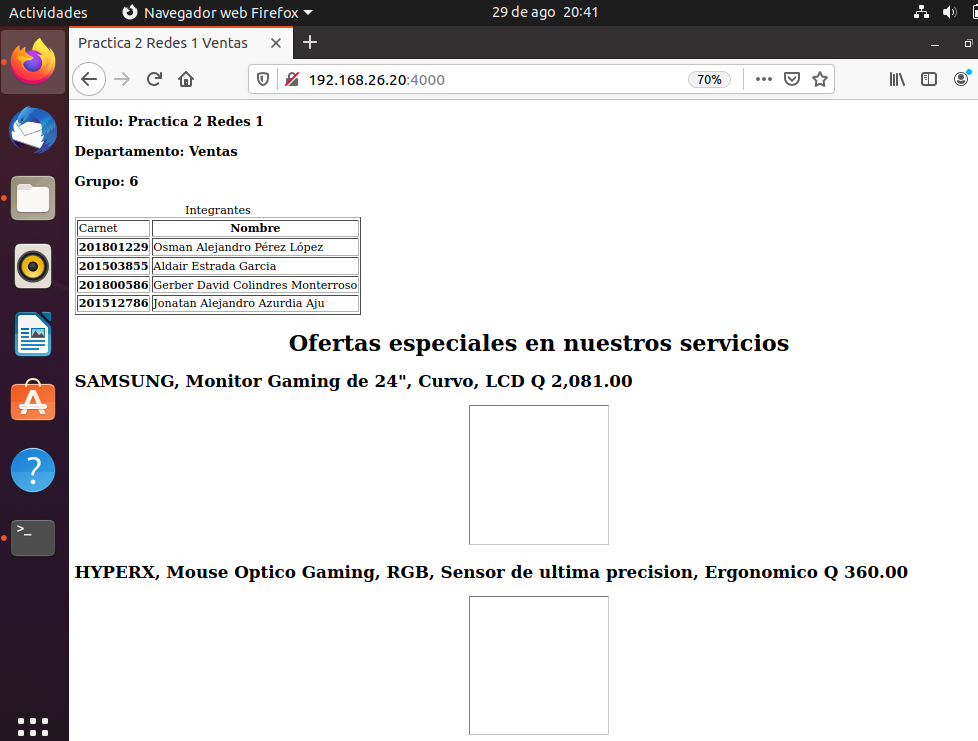 Actividades
Navegador web Firefox
29 de ago 20:41
Practica 2 Redes 1 Ventas
192.168.26.20:4000
70%
Titulo: Practica 2 Redes 1
Departamento: Ventas
Grupo: 6
Integrantes
Carnet Nombre
201801229 Osman Alejandro Pérez López
201503855 Aldair Estrada Garcia
201800586 Gerber David Colindres Monterroso
201512786 Jonatan Alejandro Azurdia Aju
Ofertas especiales en nuestros servicios
SAMSUNG, Monitor Gaming de 24", Curvo, LCD Q 2,081.00
HYPERX, Mouse Optico Gaming, RGB, Sensor de ultima precision, Ergonomico Q 360.00